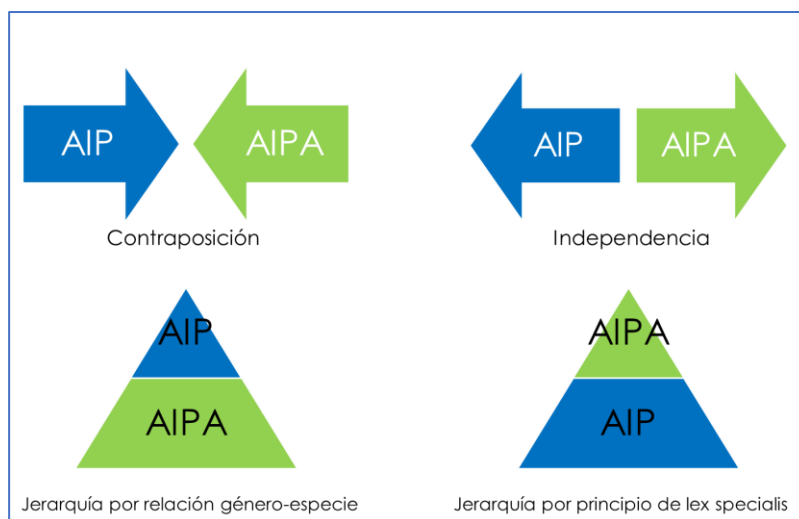 AIP
AIPA
Contraposición
AIP
AIPA
Independencia
AIP
AIPA
Jerarquía por relación género-especie
AIPA
AIP
Jerarquía por principio de lex specialis